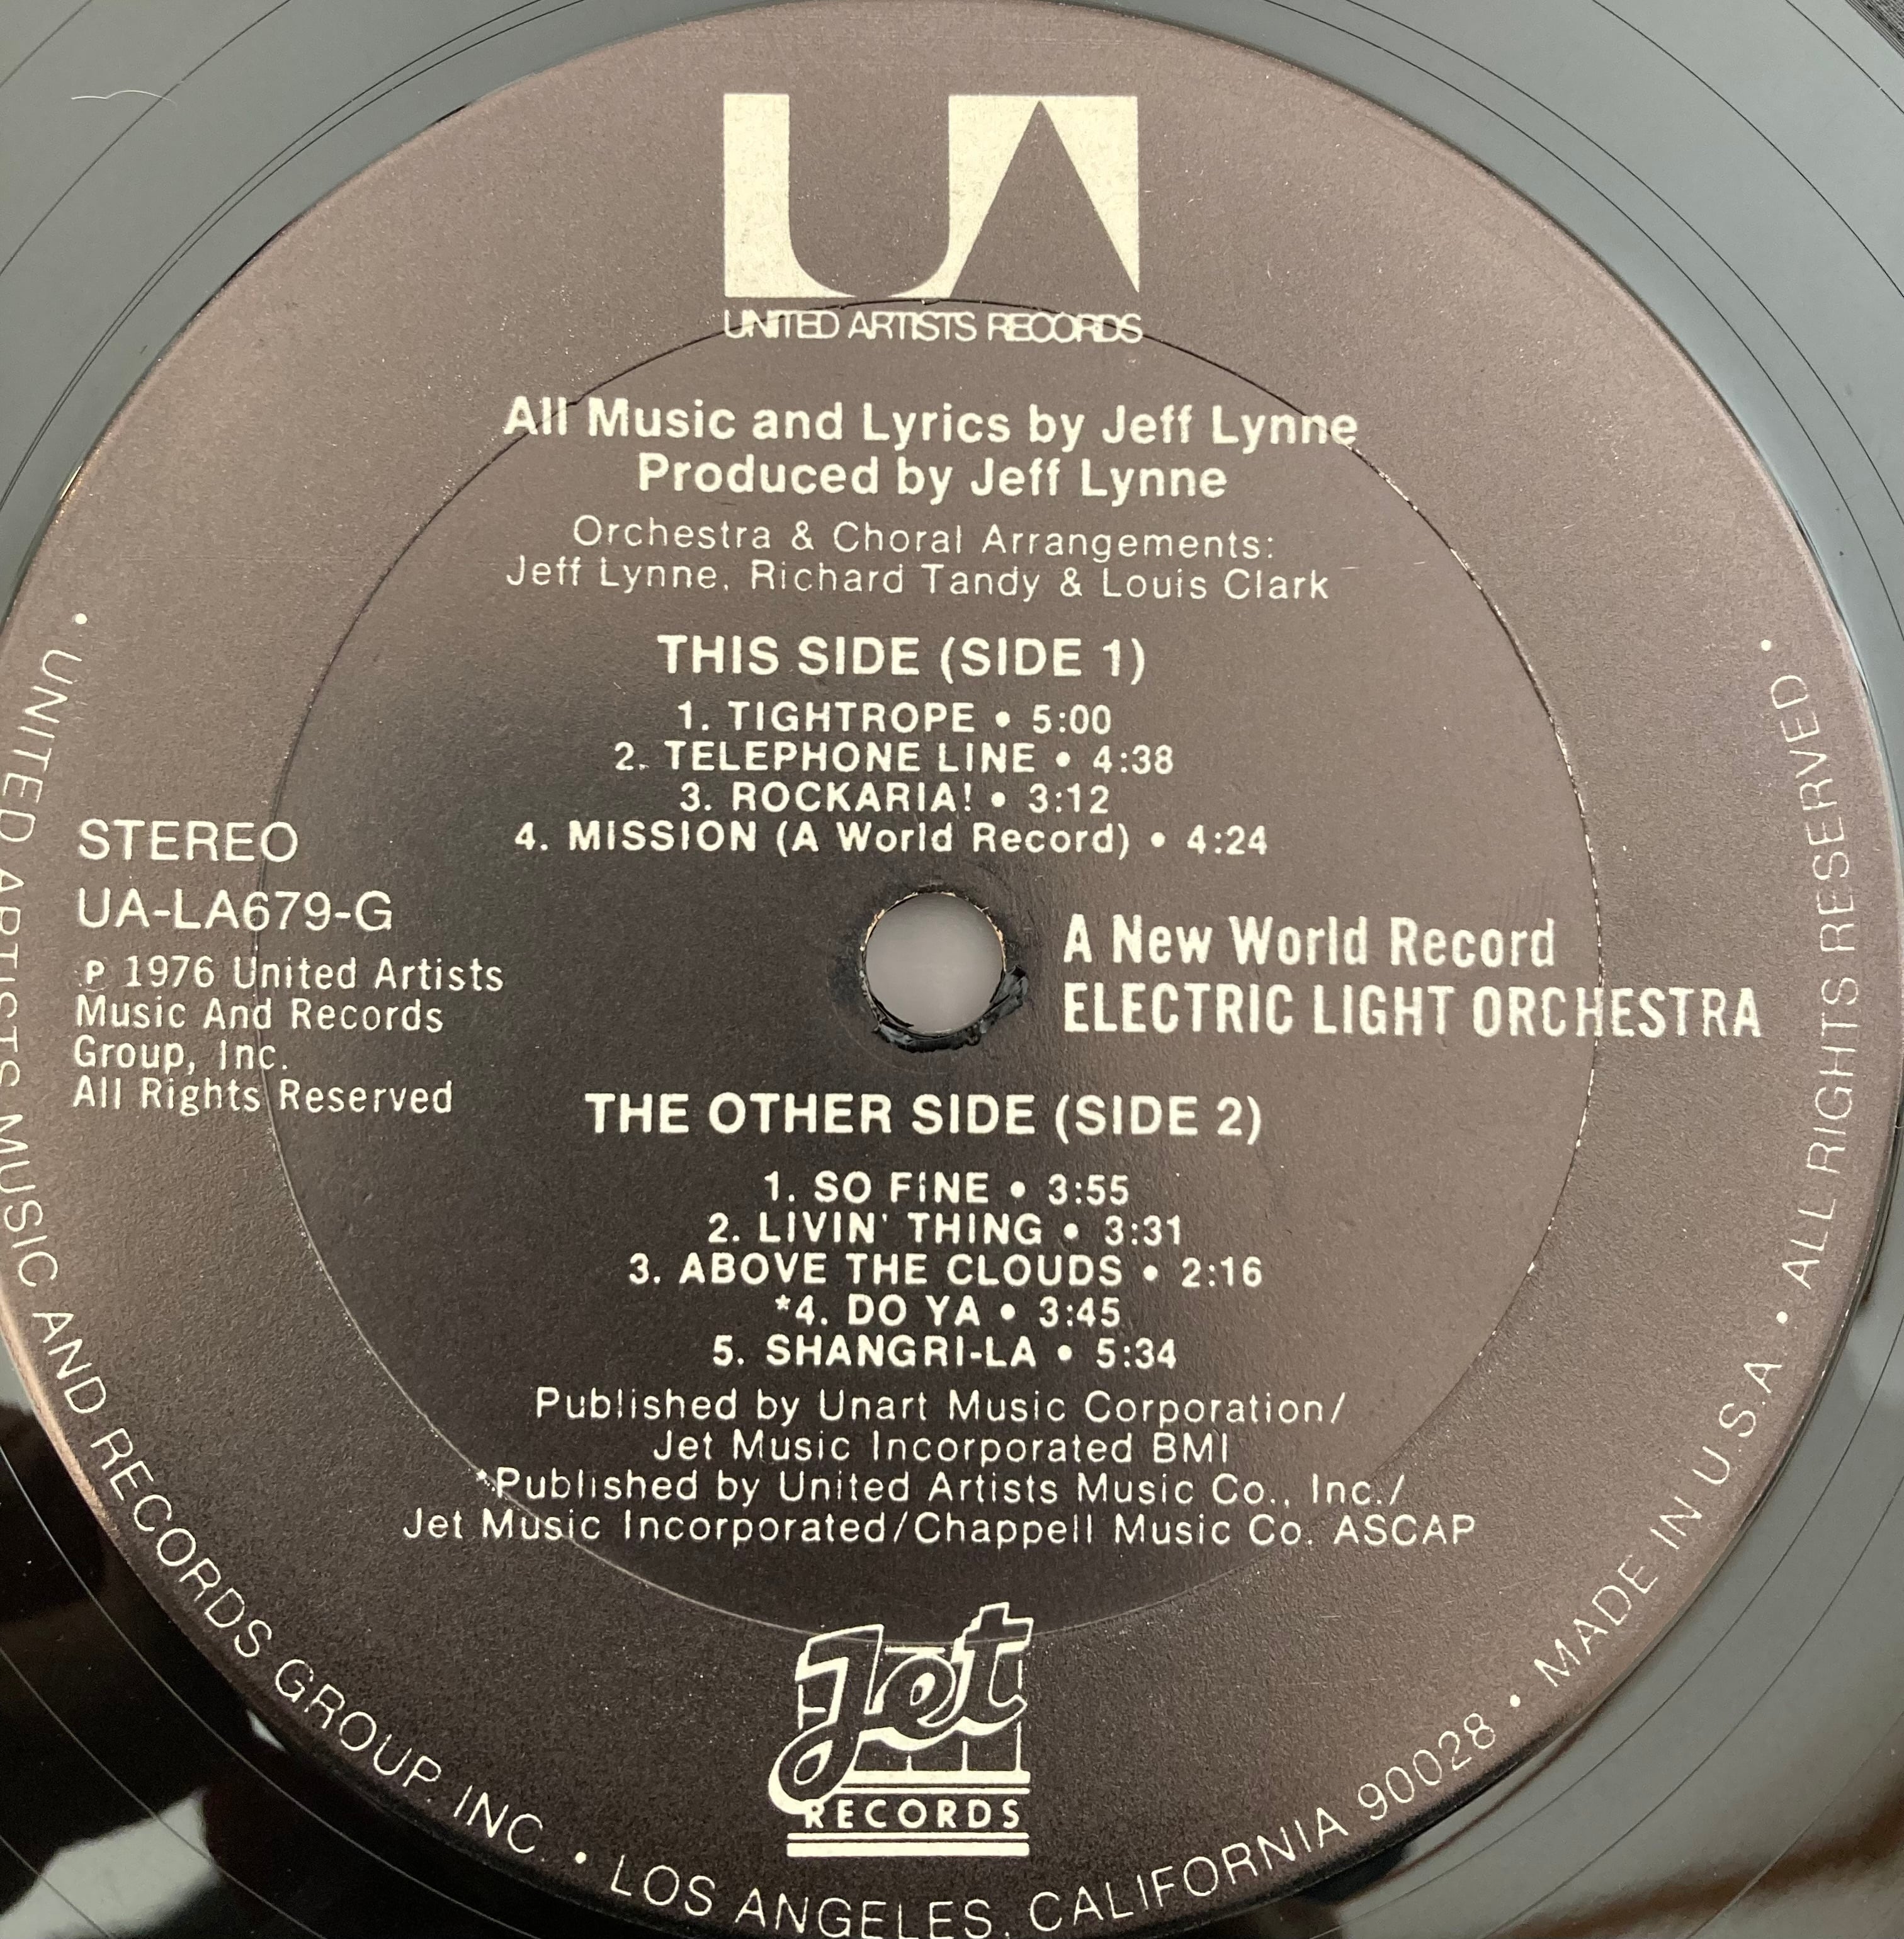 UA
UNITED ARTISTS RECORDS
All Music and Lyrics by Jeff Lynne
Produced by Jeff Lynne
Orchestra & Choral Arrangements:
Jeff Lynne, Richard Tandy & Louis Clark
THIS SIDE (SIDE 1)
1. TIGHTROPE • 5:00
2. TELEPHONE LINE • 4:38
3. ROCKARIA! • 3:12
4. MISSION (A World Record) • 4:24
STEREO
UA-LA679-G
℗ 1976 United Artists
Music And Records
Group, Inc.
All Rights Reserved
A New World Record
ELECTRIC LIGHT ORCHESTRA
THE OTHER SIDE (SIDE 2)
1. SO FINE • 3:55
2. LIVIN' THING • 3:31
3. ABOVE THE CLOUDS • 2:16
*4. DO YA • 3:45
5. SHANGRI-LA • 5:34
Published by Unart Music Corporation/
Jet Music Incorporated BMI
*Published by United Artists Music Co., Inc./
Jet Music Incorporated/Chappell Music Co. ASCAP
Jet
RECORDS
• UNITED ARTISTS MUSIC AND RECORDS GROUP, INC. • LOS ANGELES, CALIFORNIA 90028 • MADE IN U.S.A. • ALL RIGHTS RESERVED •